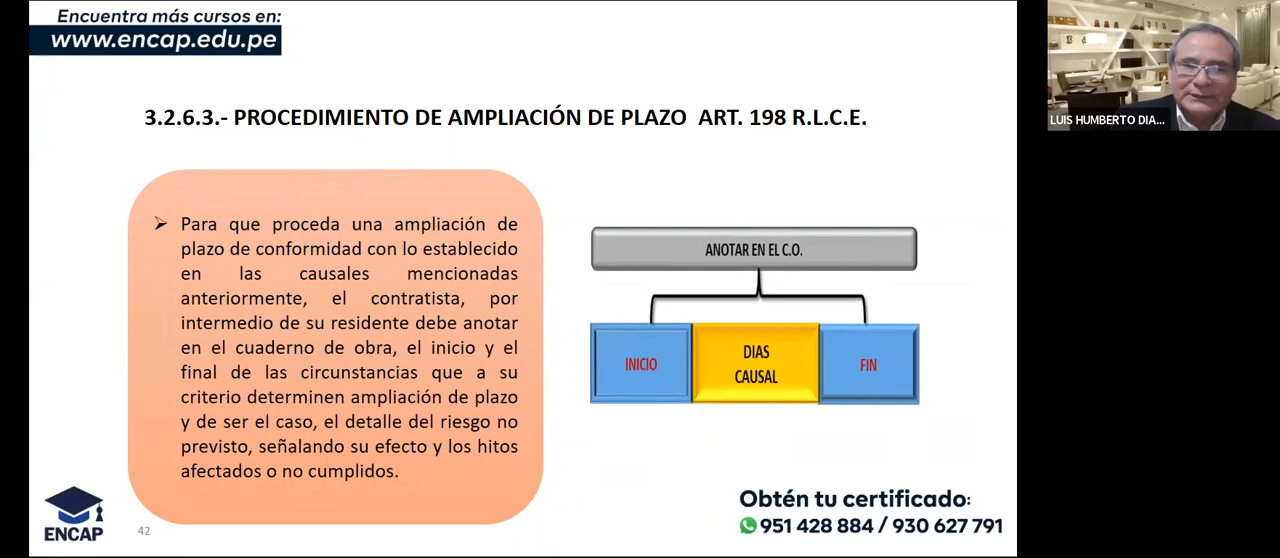 Encuentra más cursos en:
www.encap.edu.pe
LUIS HUMBERTO DIA...
3.2.6.3.- PROCEDIMIENTO DE AMPLIACIÓN DE PLAZO ART. 198 R.L.C.E.
➢ Para que proceda una ampliación de
plazo de conformidad con lo establecido
en las causales mencionadas
anteriormente, el contratista, por
intermedio de su residente debe anotar
en el cuaderno de obra, el inicio y el
final de las circunstancias que a su
criterio determinen ampliación de plazo
y de ser el caso, el detalle del riesgo no
previsto, señalando su efecto y los hitos
afectados o no cumplidos.
ANOTAR EN EL C.O.
INICIO
DIAS
CAUSAL
FIN
ENCAP
42
Obtén tu certificado:
951 428 884 / 930 627 791